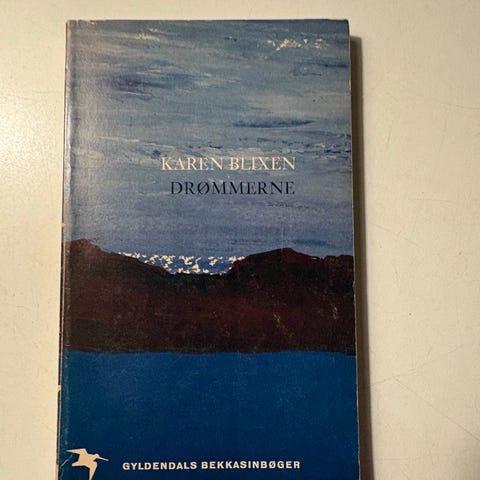 KAREN BLIXEN
DRØMMERNE
GYLDENDALS BEKKASINBØGER